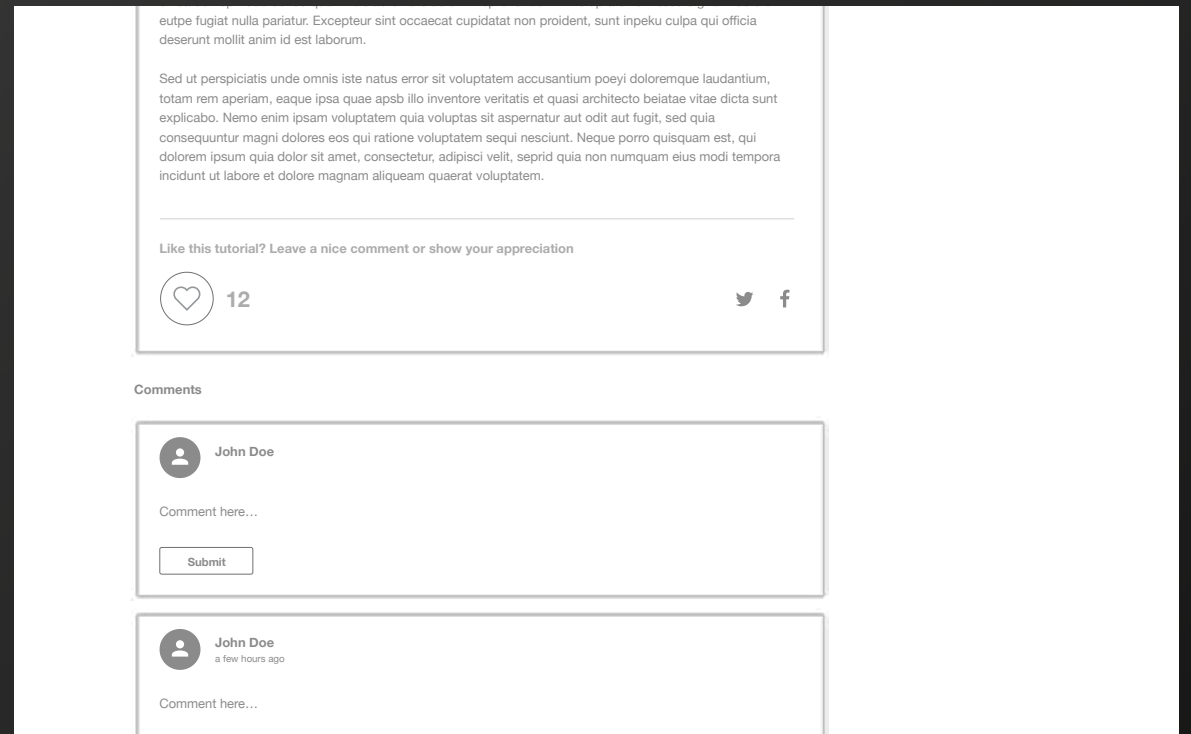 eutpe fugiat nulla pariatur. Excepteur sint occaecat cupidatat non proident, sunt inpeku culpa qui officia
deserunt mollit anim id est laborum.
Sed ut perspiciatis unde omnis iste natus error sit voluptatem accusantium poeyi doloremque laudantium,
totam rem aperiam, eaque ipsa quae apsb illo inventore veritatis et quasi architecto beiatae vitae dicta sunt
explicabo. Nemo enim ipsam voluptatem quia voluptas sit aspernatur aut odit aut fugit, sed quia
consequuntur magni dolores eos qui ratione voluptatem sequi nesciunt. Neque porro quisquam est, qui
dolorem ipsum quia dolor sit amet, consectetur, adipisci velit, seprid quia non numquam eius modi tempora
incidunt ut labore et dolore magnam aliqueam quaerat voluptatem.
Like this tutorial? Leave a nice comment or show your appreciation
12
Comments
John Doe
Comment here…
Submit
John Doe
a few hours ago
Comment here…